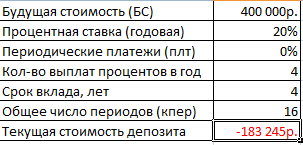 Будущая стоимость (БС) 400 000р.
Процентная ставка (годовая) 20%
Периодические платежи (плт) 0%
Кол-во выплат процентов в год 4
Срок вклада, лет 4
Общее число периодов (кпер) 16
Текущая стоимость депозита -183 245р.